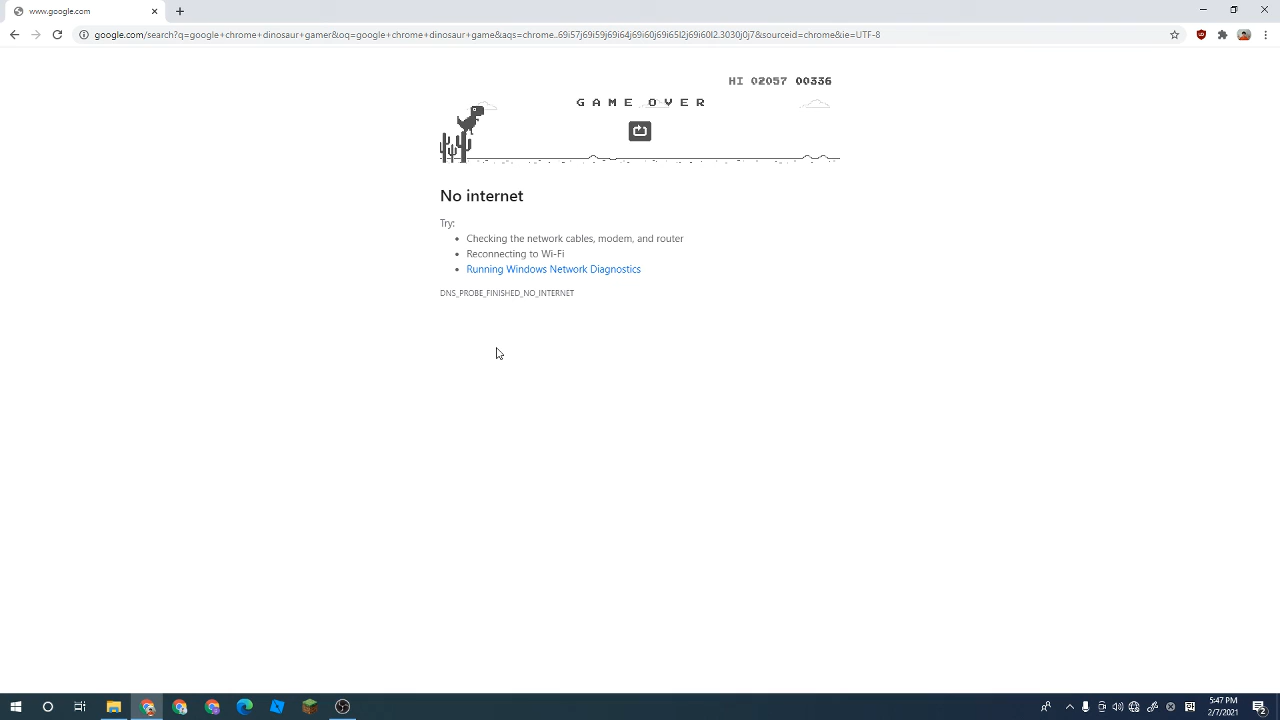 www.google.com
google.com/search?q=google+chrome+dinosaur+gamer&oq=google+chrome+dinosaur+game&aqs=chrome..69i57j69i59j69i64j69i60j69i65l2j69i60l2.3030j0j7&sourceid=chrome&ie=UTF-8
HI 02057 00336
GAME OVER
No internet
Try:
• Checking the network cables, modem, and router
• Reconnecting to Wi-Fi
• Running Windows Network Diagnostics
DNS_PROBE_FINISHED_NO_INTERNET
5:47 PM
2/7/2021
2